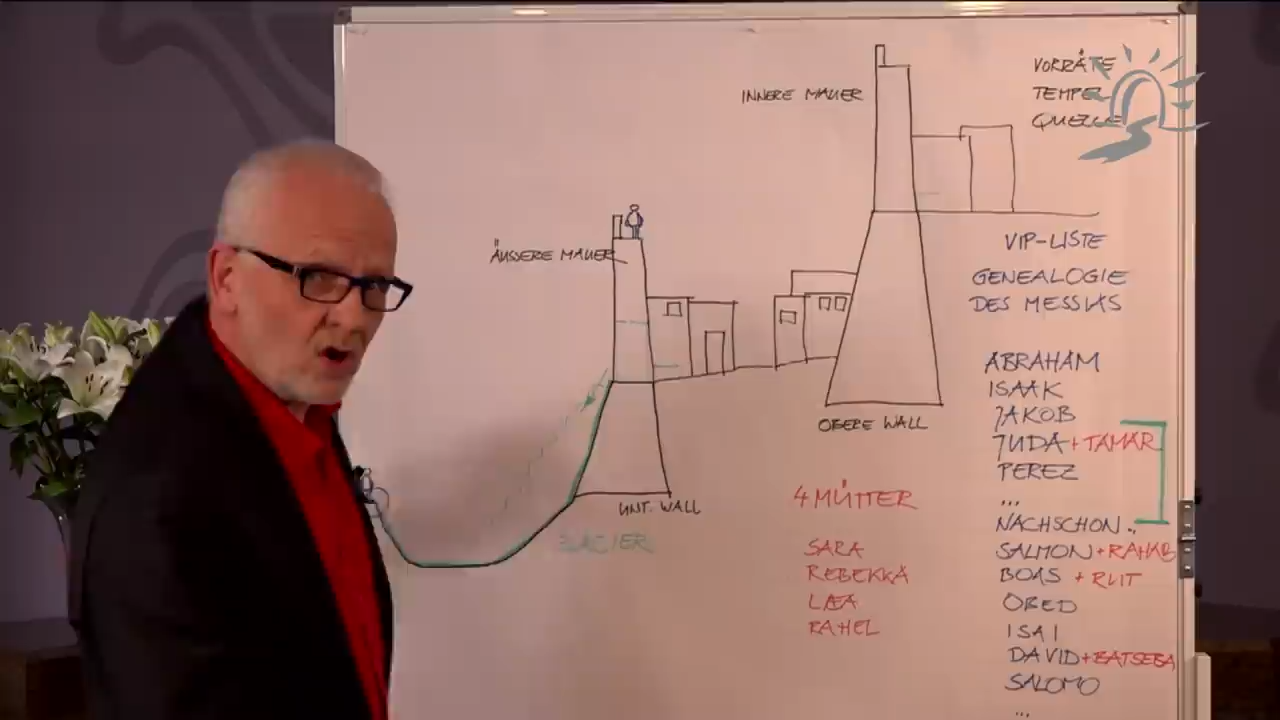 VORRÄTE
TEMPEL
QUELLE
INNERE MAUER
ÄUSSERE MAUER
OBERE WALL
UNT. WALL
GLACIER
4 MÜTTER
SARA
REBEKKA
LEA
RAHEL
VIP-LISTE
GENEALOGIE
DES MESSIAS
ABRAHAM
ISAAK
JAKOB
JUDA + TAMAR
PEREZ
...
NACHSCHON
SALMON + RAHAB
BOAS + RUT
OBED
ISAI
DAVID + BATSEBA
SALOMO
...